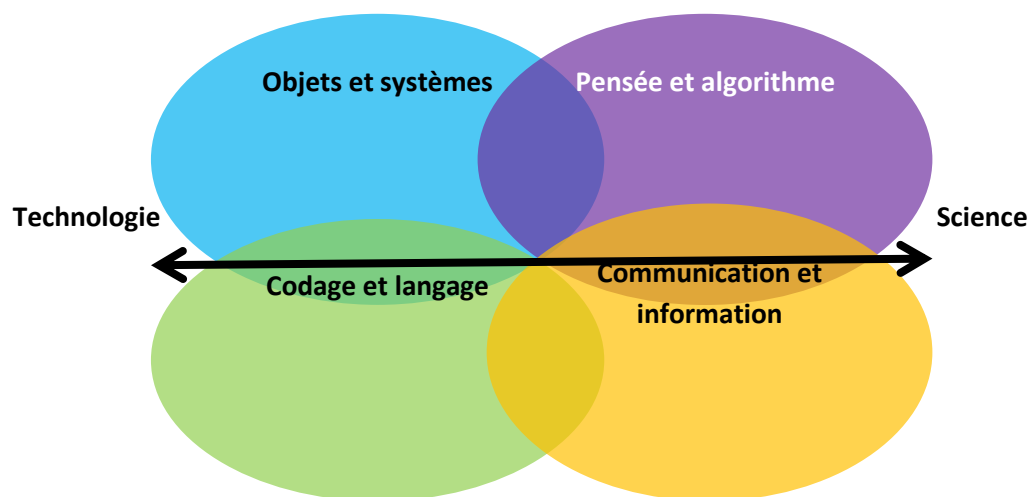 Objets et systèmes
Pensée et algorithme
Technologie
Science
Codage et langage
Communication et
information